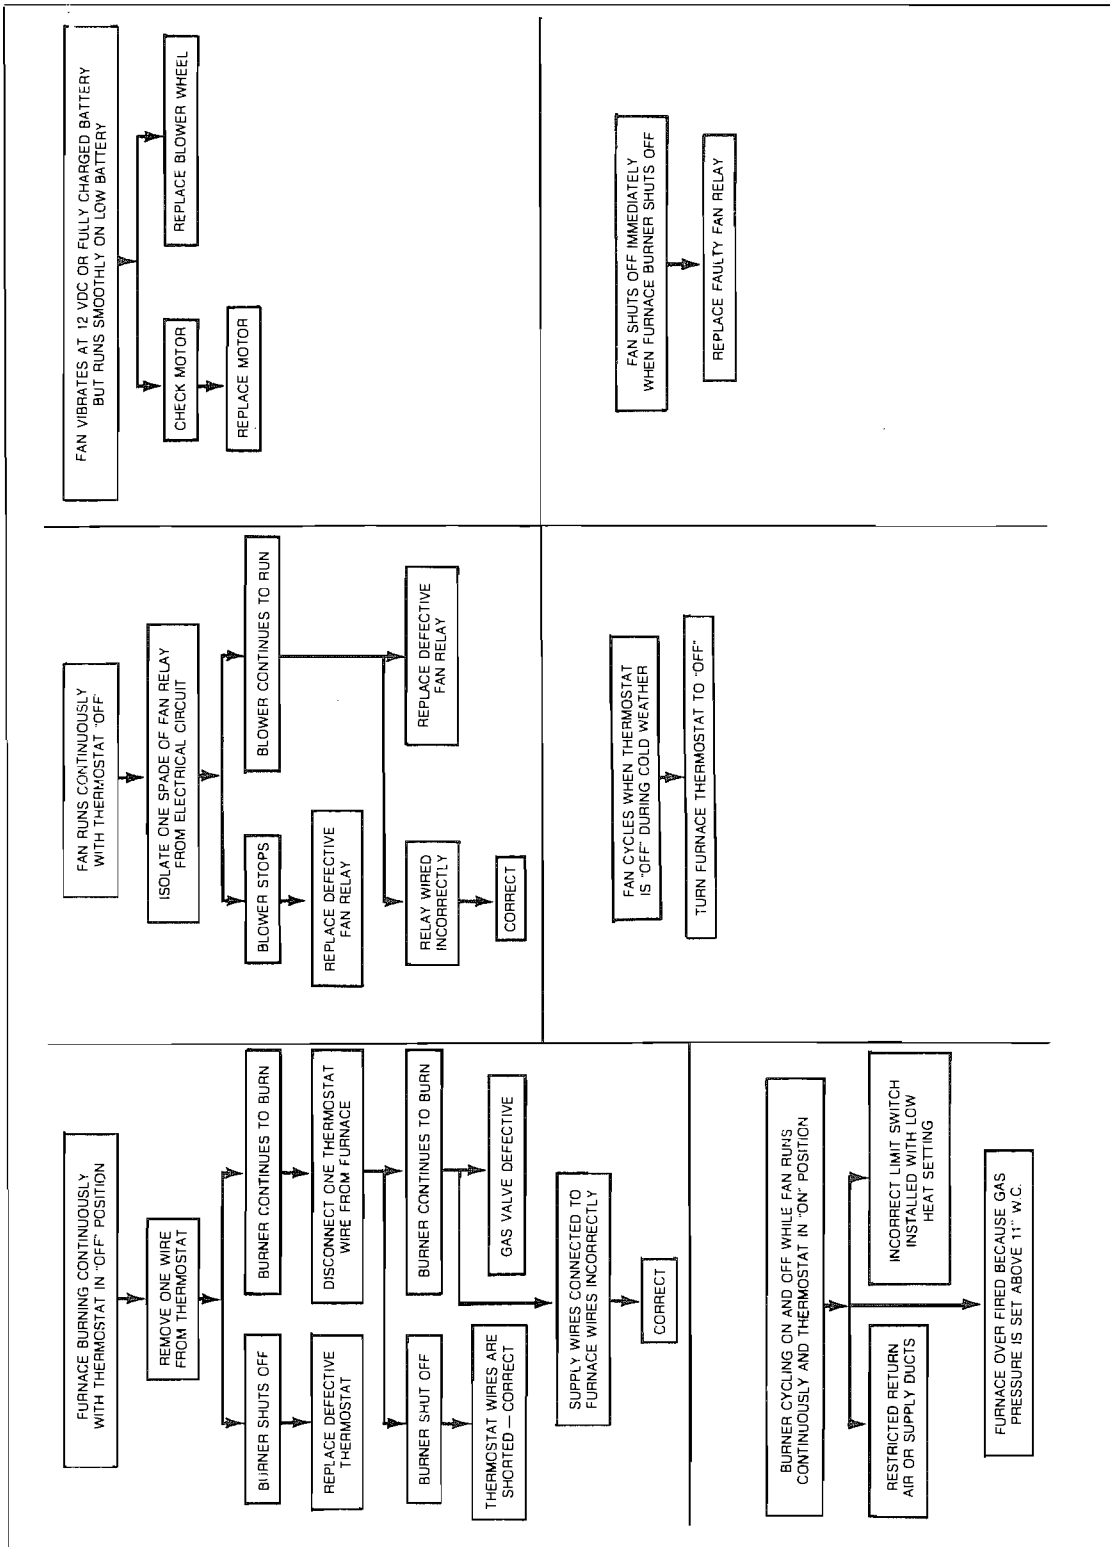 FURNACE BURNING CONTINUOUSLY
WITH THERMOSTAT IN "OFF" POSITION
REMOVE ONE WIRE
FROM THERMOSTAT
BURNER SHUTS OFF
BURNER CONTINUES TO BURN
REPLACE DEFECTIVE
THERMOSTAT
DISCONNECT ONE THERMOSTAT
WIRE FROM FURNACE
BURNER SHUT OFF
BURNER CONTINUES TO BURN
THERMOSTAT WIRES ARE
SHORTED — CORRECT
GAS VALVE DEFECTIVE
SUPPLY WIRES CONNECTED TO
FURNACE WIRES INCORRECTLY
CORRECT
FAN RUNS CONTINUOUSLY
WITH THERMOSTAT "OFF"
ISOLATE ONE SPADE OF FAN RELAY
FROM ELECTRICAL CIRCUIT
BLOWER STOPS
BLOWER CONTINUES TO RUN
REPLACE DEFECTIVE
FAN RELAY
RELAY WIRED
INCORRECTLY
REPLACE DEFECTIVE
FAN RELAY
CORRECT
FAN VIBRATES AT 12 VDC OR FULLY CHARGED BATTERY
BUT RUNS SMOOTHLY ON LOW BATTERY
CHECK MOTOR
REPLACE BLOWER WHEEL
REPLACE MOTOR
BURNER CYCLING ON AND OFF WHILE FAN RUNS
CONTINUOUSLY AND THERMOSTAT IN "ON" POSITION
RESTRICTED RETURN
AIR OR SUPPLY DUCTS
INCORRECT LIMIT SWITCH
INSTALLED WITH LOW
HEAT SETTING
FURNACE OVER FIRED BECAUSE GAS
PRESSURE IS SET ABOVE 11" W.C.
FAN CYCLES WHEN THERMOSTAT
IS "OFF" DURING COLD WEATHER
TURN FURNACE THERMOSTAT TO "OFF"
FAN SHUTS OFF IMMEDIATELY
WHEN FURNACE BURNER SHUTS OFF
REPLACE FAULTY FAN RELAY